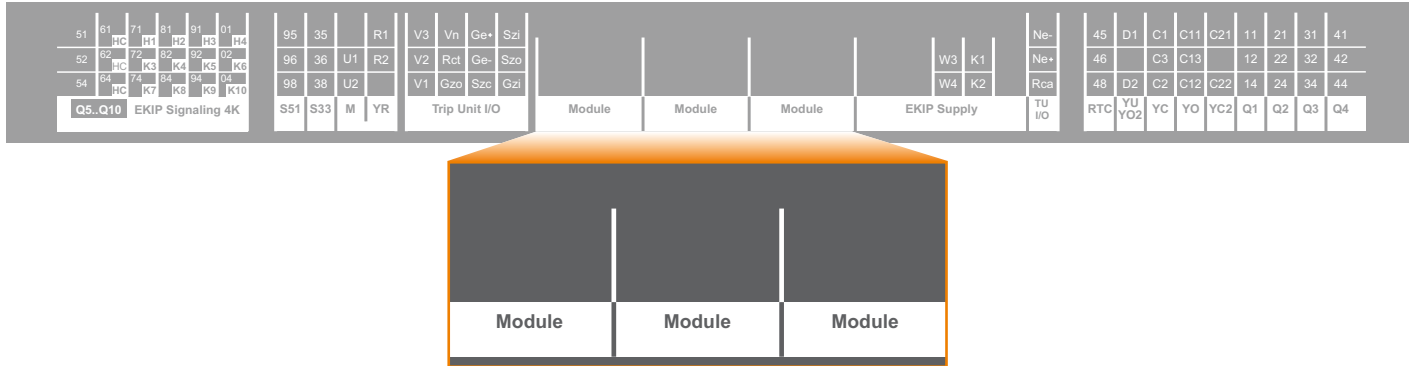 61 71 81 91 01
51 HC H1 H2 H3 H4 95 35 R1 V3 Vn Ge+ Szi Ne- 45 D1 C1 C11 C21 11 21 31 41
62 72 82 92 02
52 HC K3 K4 K5 K6 96 36 U1 R2 V2 Rct Ge- Szo W3 K1 Ne+ 46 C3 C13 12 22 32 42
64 74 84 94 04
54 HC K7 K8 K9 K10 98 38 U2 V1 Gzo Szc Gzi W4 K2 Rca 48 D2 C2 C12 C22 14 24 34 44
Q5..Q10 EKIP Signaling 4K S51 S33 M YR Trip Unit I/O Module Module Module EKIP Supply TU I/O RTC YU YO2 YC YO YC2 Q1 Q2 Q3 Q4
Module Module Module